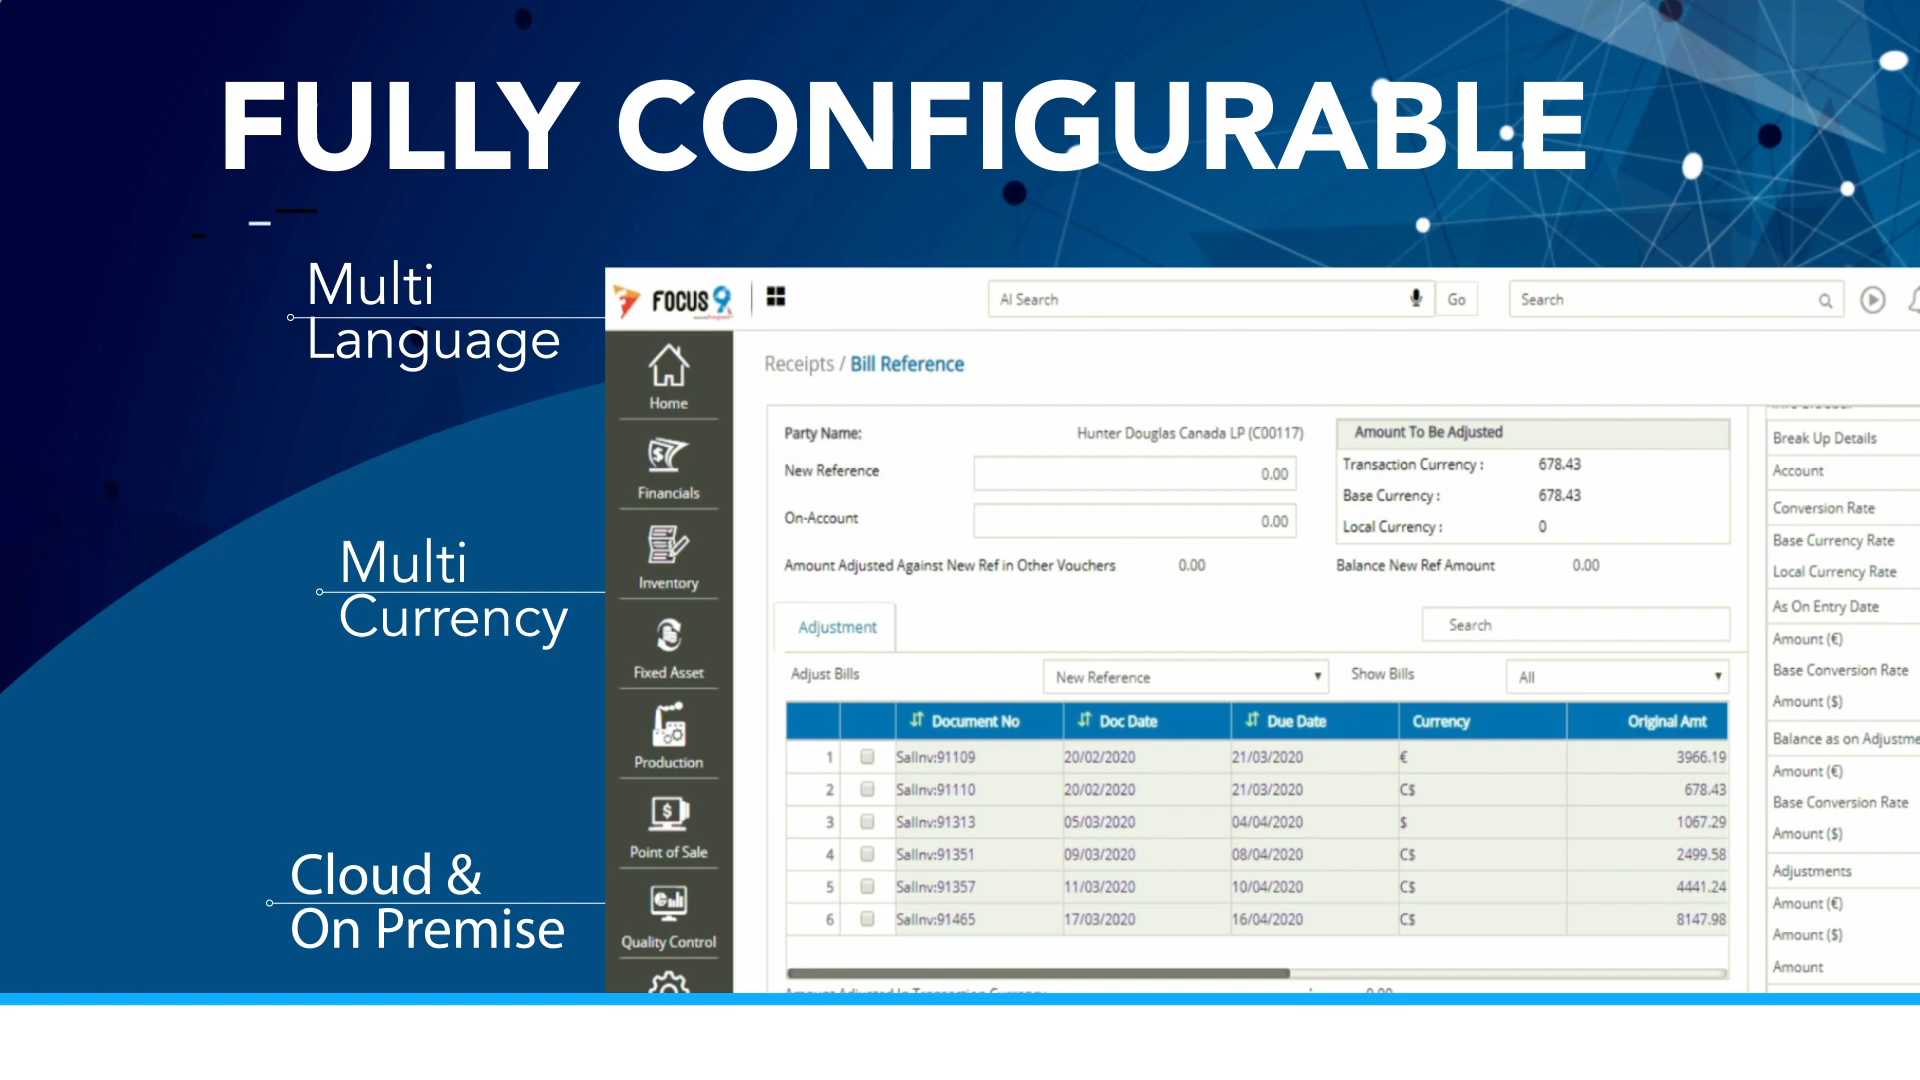 FULLY CONFIGURABLE
Multi
Language
Multi
Currency
Cloud &
On Premise
FOCUS 9
AI Search
Go
Search
Home
Financials
Inventory
Fixed Asset
Production
Point of Sale
Quality Control
Receipts / Bill Reference
Party Name: Hunter Douglas Canada LP (C00117)
New Reference 0.00
On-Account 0.00
Amount Adjusted Against New Ref in Other Vouchers 0.00
Amount To Be Adjusted
Transaction Currency : 678.43
Base Currency : 678.43
Local Currency : 0
Balance New Ref Amount 0.00
Adjustment
Search
Adjust Bills New Reference Show Bills All
Document No Doc Date Due Date Currency Original Amt
1 SalInv:91109 20/02/2020 21/03/2020 € 3966.19
2 SalInv:91110 20/02/2020 21/03/2020 C$ 678.43
3 SalInv:91313 05/03/2020 04/04/2020 $ 1067.29
4 SalInv:91351 09/03/2020 08/04/2020 C$ 2499.58
5 SalInv:91357 11/03/2020 10/04/2020 C$ 4441.24
6 SalInv:91465 17/03/2020 16/04/2020 C$ 8147.98
Break Up Details
Account
Conversion Rate
Base Currency Rate
Local Currency Rate
As On Entry Date
Amount (€)
Base Conversion Rate
Amount ($)
Balance as on Adjustme
Amount (€)
Base Conversion Rate
Amount ($)
Adjustments
Amount (€)
Amount ($)
Amount